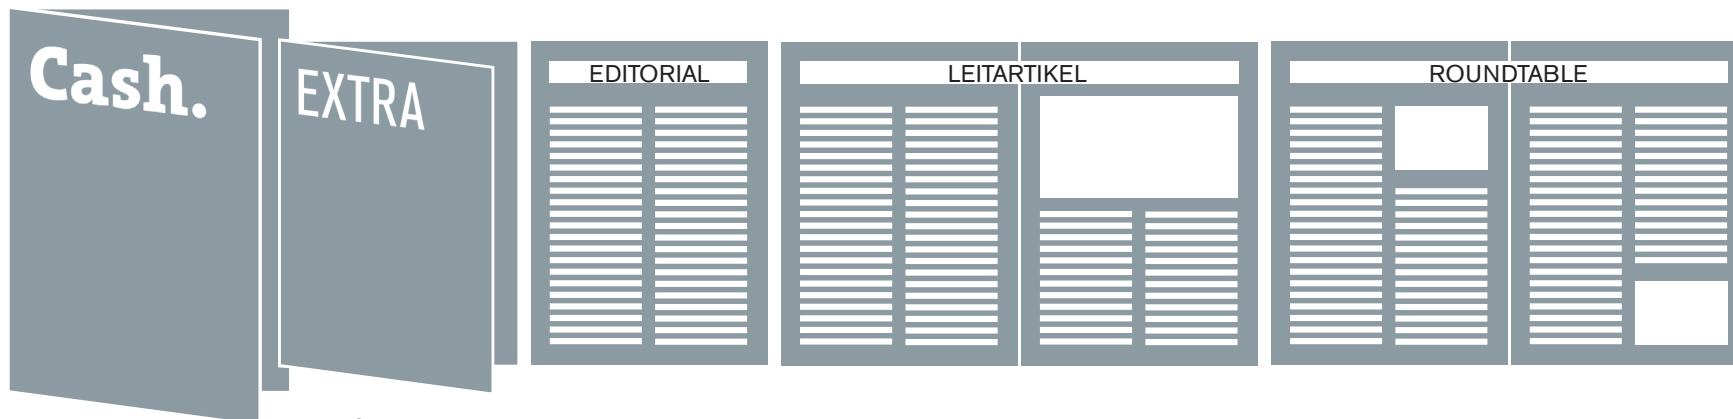 Cash.
EXTRA
EDITORIAL
LEITARTIKEL
ROUNDTABLE